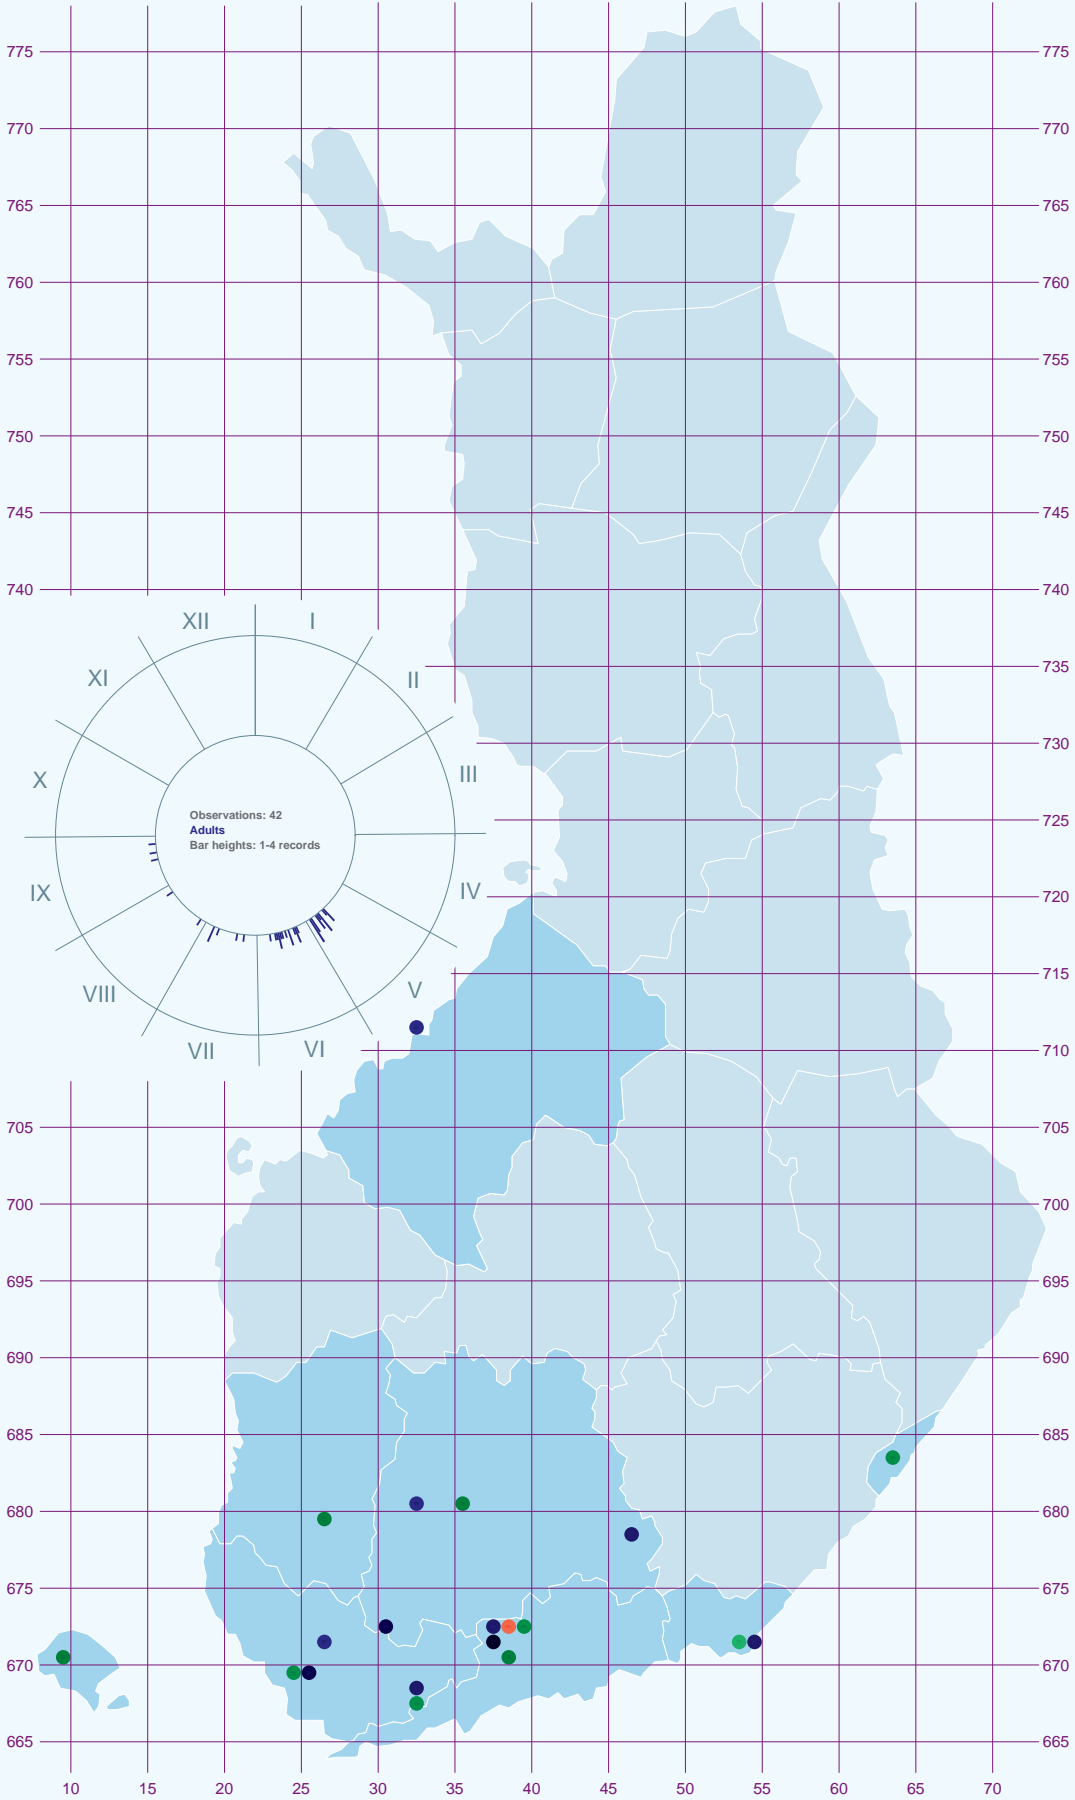 775 775
770 770
765 765
760 760
755 755
750 750
745 745
740 740
XII I
735
XI II
730
X III
Observations: 42
Adults
Bar heights: 1-4 records
725
IX IV
720
VIII V
715
VII VI
710
705 705
700 700
695 695
690 690
685 685
680 680
675 675
670 670
665 665
10 15 20 25 30 35 40 45 50 55 60 65 70